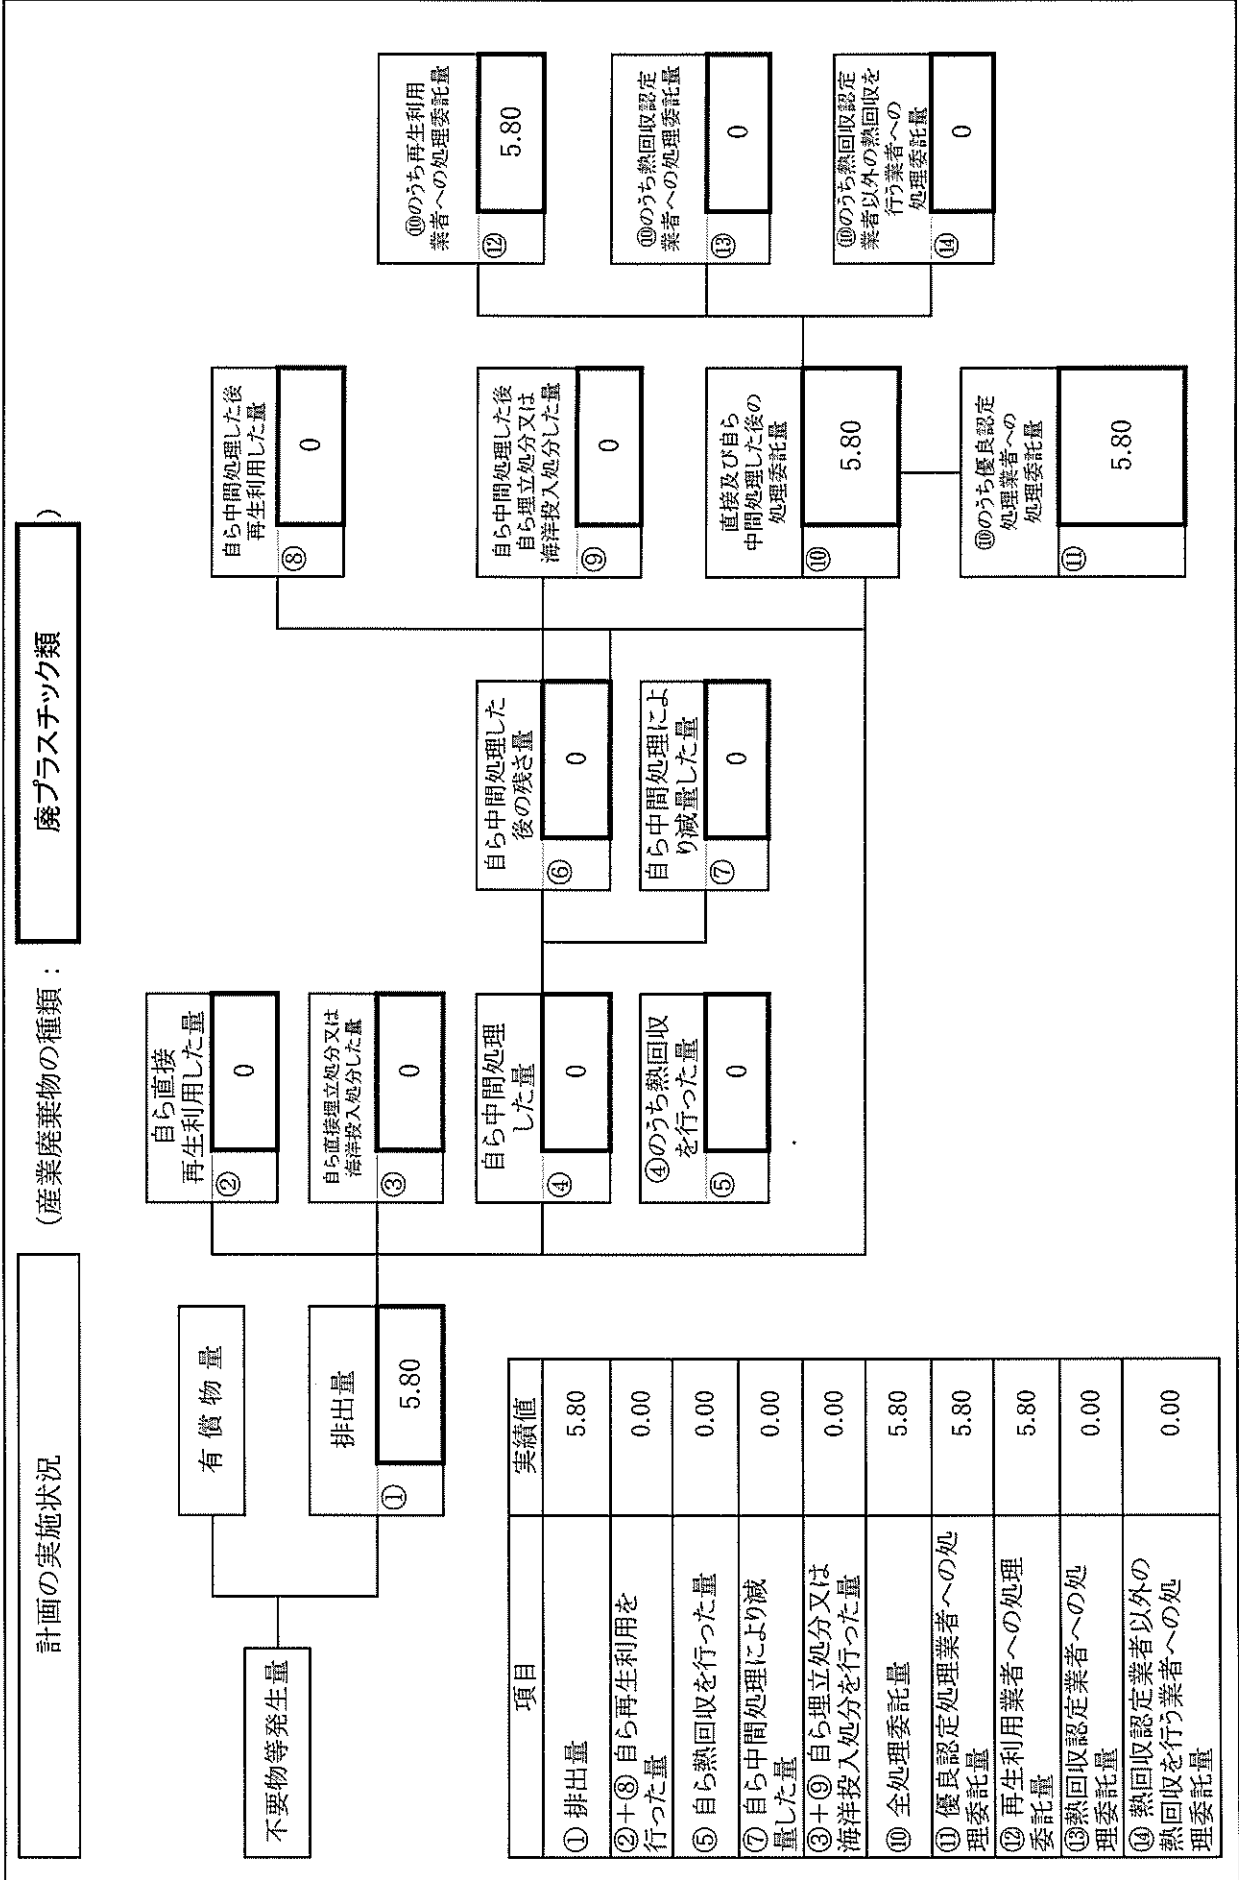 計画の実施状況
(産業廃棄物の種類： 廃プラスチック類 )
不要物等発生量
有償物量
排出量
① 5.80
自ら直接
再生利用した量
② 0
自ら直接埋立処分又は
海洋投入処分した量
③ 0
自ら中間処理
した量
④ 0
④のうち熱回収
を行った量
⑤ 0
自ら中間処理した
後の残さ量
⑥ 0
自ら中間処理によ
り減量した量
⑦ 0
自ら中間処理した後
再生利用した量
⑧ 0
自ら中間処理した後
自ら埋立処分又は
海洋投入処分した量
⑨ 0
直接及び自ら
中間処理した後の
処理委託量
⑩ 5.80
⑩のうち優良認定
処理業者への
処理委託量
⑪ 5.80
⑩のうち再生利用
業者への処理委託量
⑫ 5.80
⑩のうち熱回収認定
業者への処理委託量
⑬ 0
⑩のうち熱回収認定
業者以外の熱回収を
行う業者への
処理委託量
⑭ 0
項目 実績値
① 排出量 5.80
②+⑧ 自ら再生利用を
行った量 0.00
⑤ 自ら熱回収を行った量 0.00
⑦ 自ら中間処理により減
量した量 0.00
③+⑨ 自ら埋立処分又は
海洋投入処分を行った量 0.00
⑩ 全処理委託量 5.80
⑪ 優良認定処理業者への処
理委託量 5.80
⑫ 再生利用業者への処理
委託量 5.80
⑬熱回収認定業者への処
理委託量 0.00
⑭ 熱回収認定業者以外の
熱回収を行う業者への処
理委託量 0.00